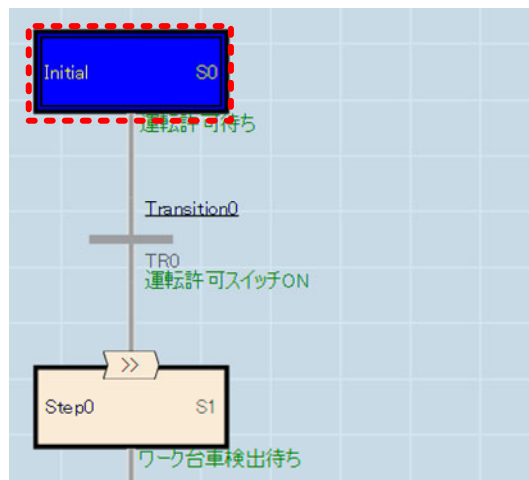 Initial S0
運転許可待ち
Transition0
TR0
運転許可スイッチON
>>
Step0 S1
ワーク台車検出待ち